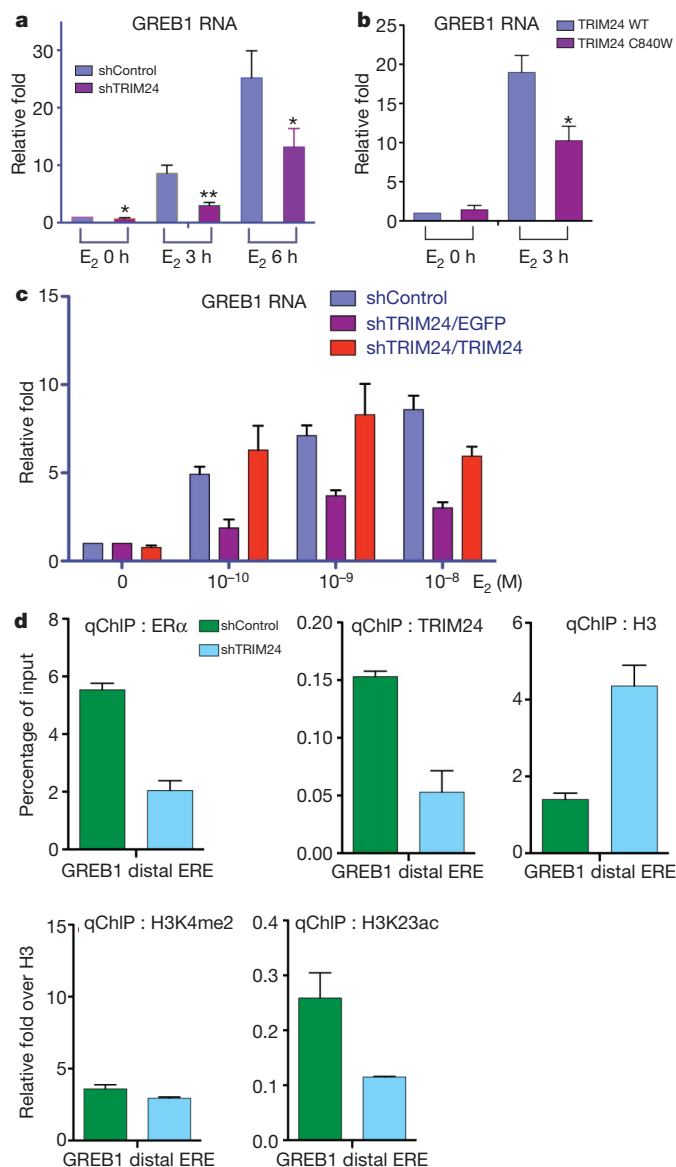 a
GREB1 RNA
Relative fold
30
20
10
0
shControl
shTRIM24
*
**
*
E2 0 h
E2 3 h
E2 6 h
b
GREB1 RNA
TRIM24 WT
TRIM24 C840W
Relative fold
25
20
15
10
5
0
*
E2 0 h
E2 3 h
c
GREB1 RNA
shControl
shTRIM24/EGFP
shTRIM24/TRIM24
Relative fold
15
10
5
0
0
10⁻¹⁰
10⁻⁹
10⁻⁸
E2 (M)
d
qChIP : ERα
shControl
shTRIM24
Percentage of input
8
6
4
2
0
GREB1 distal ERE
qChIP : TRIM24
0.20
0.15
0.10
0.05
0.00
GREB1 distal ERE
qChIP : H3
6
4
2
0
GREB1 distal ERE
qChIP : H3K4me2
Relative fold over H3
15
10
5
0
GREB1 distal ERE
qChIP : H3K23ac
0.4
0.3
0.2
0.1
0.0
GREB1 distal ERE